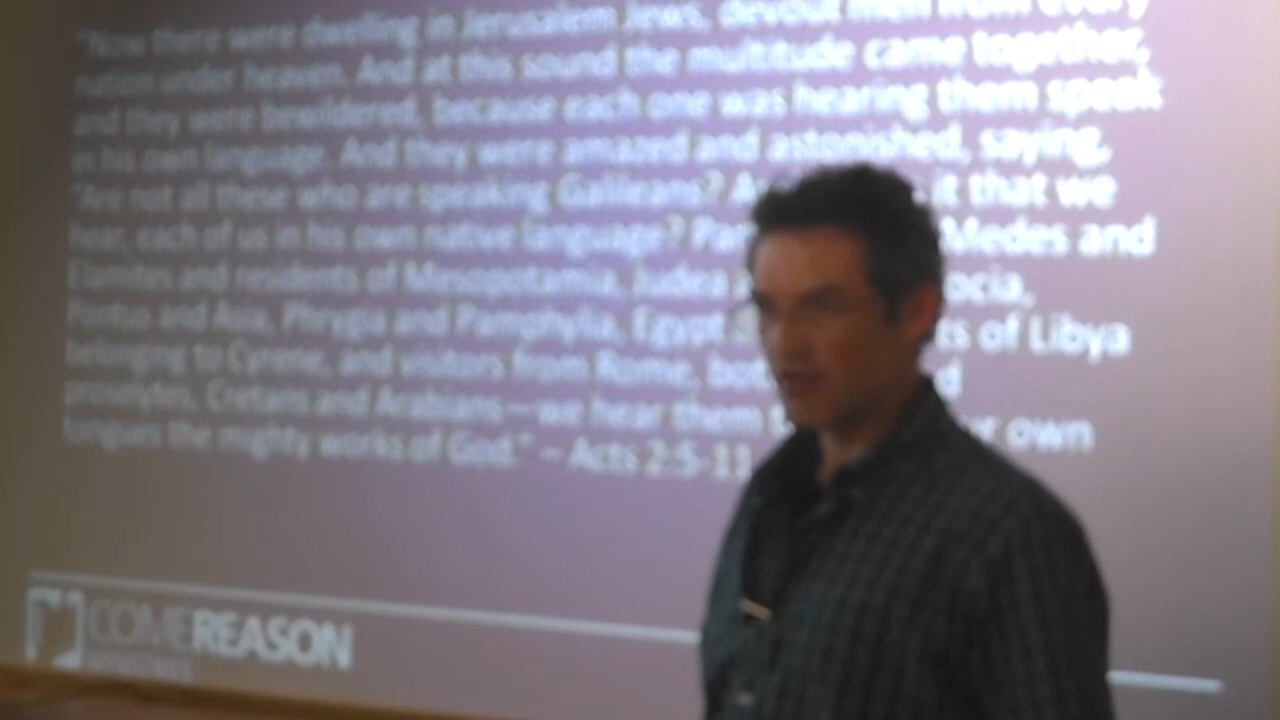 "Now there were dwelling in Jerusalem Jews, devout men from every
nation under heaven. And at this sound the multitude came together,
and they were bewildered, because each one was hearing them speak
in his own language. And they were amazed and astonished, saying,
"Are not all these who are speaking Galileans? it that we
hear, each of us in his own native language? Medes and
Elamites and residents of Mesopotamia, Judea
Pontus and Asia, Phrygia and Pamphylia, Egypt of Libya
belonging to Cyrene, and visitors from Rome,
proselytes, Cretans and Arabians—we hear them own
tongues the mighty works of God." – Acts 2:5-11
COMEREASON